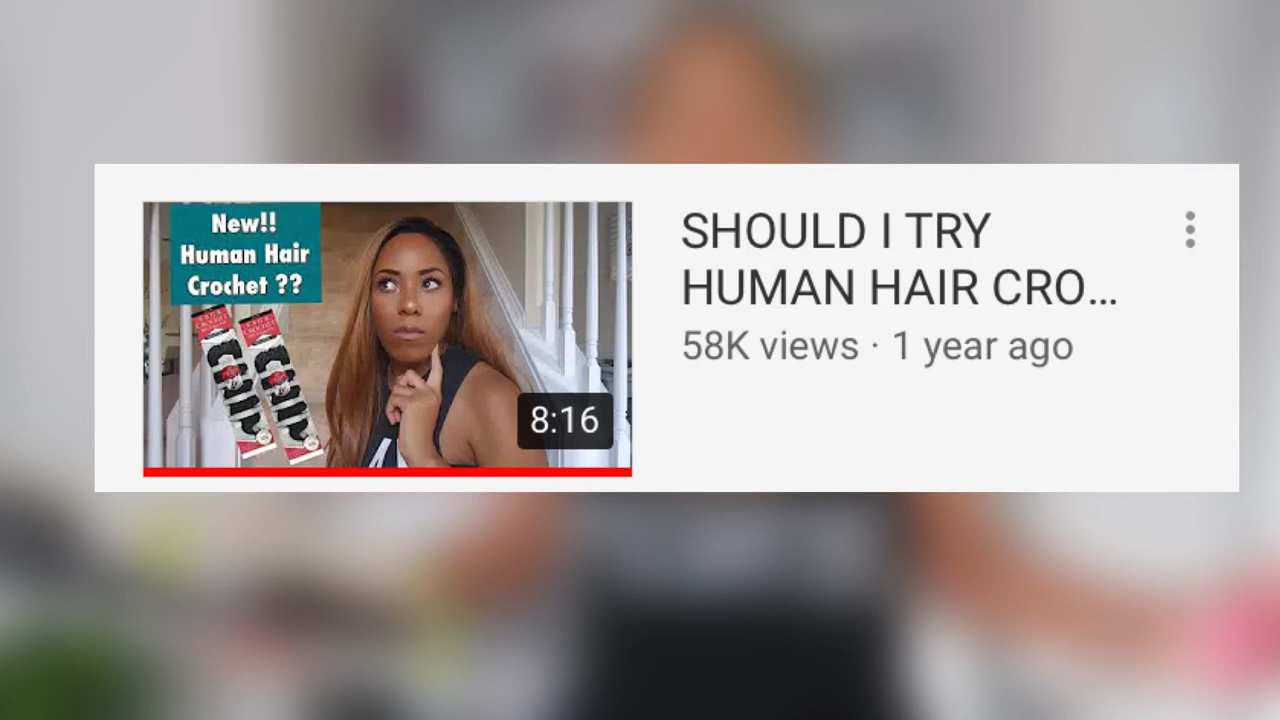 New!!
Human Hair
Crochet ??
8:16
SHOULD I TRY
HUMAN HAIR CRO…
58K views · 1 year ago